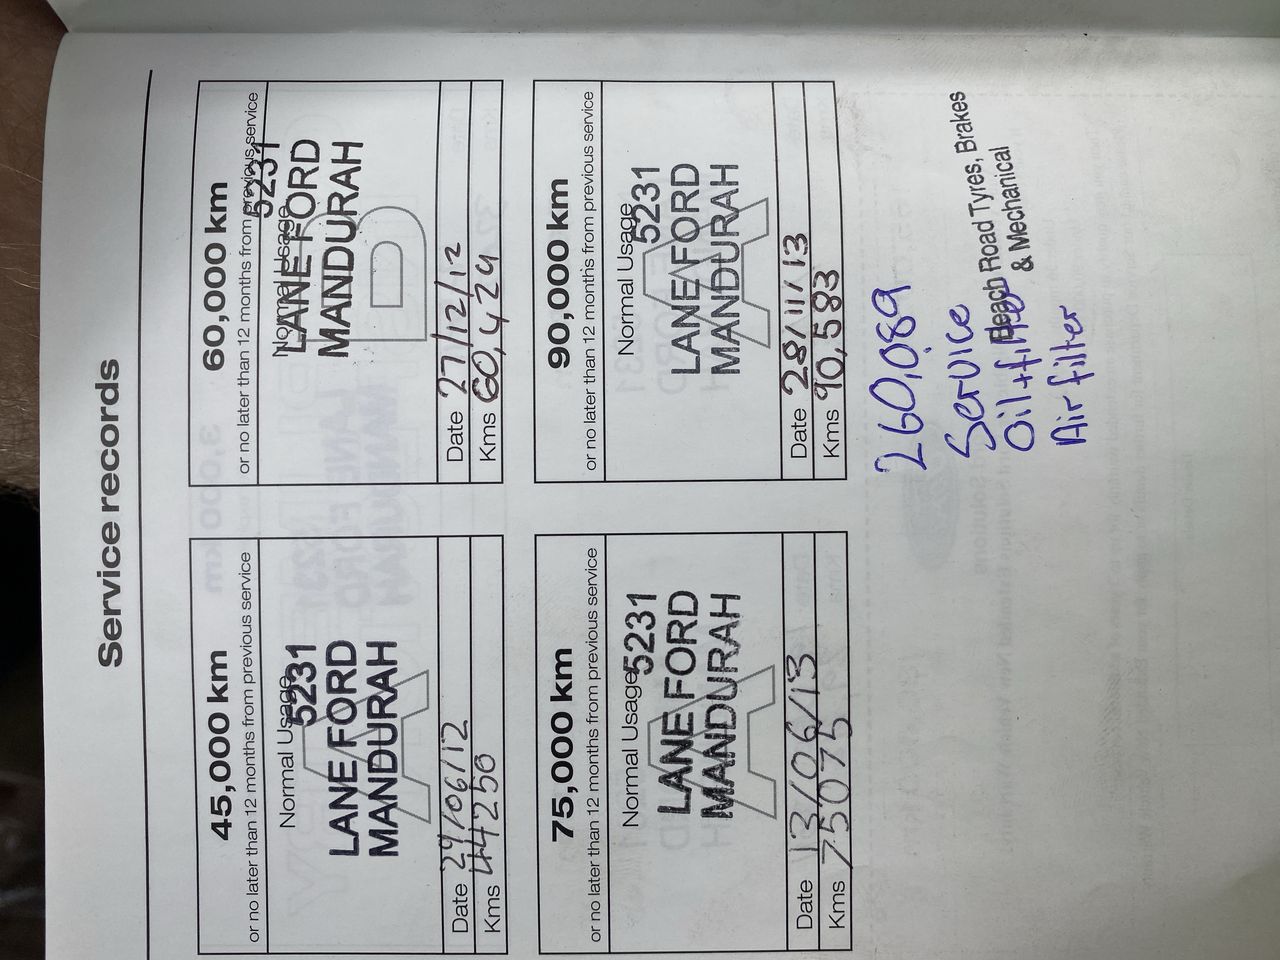 Service records
45,000 km
or no later than 12 months from previous service
Normal Usage
5231
LANE FORD
MANDURAH
A
Date 29/06/12
Kms 44250
60,000 km
or no later than 12 months from previous service
Normal Usage
5231
LANE FORD
MANDURAH
B
Date 27/12/12
Kms 60,424
75,000 km
or no later than 12 months from previous service
Normal Usage
5231
LANE FORD
MANDURAH
A
Date 13/06/13
Kms 75075
90,000 km
or no later than 12 months from previous service
Normal Usage
5231
LANE FORD
MANDURAH
A
Date 28/11/13
Kms 90,583
260,089
Service
Oil + filter
Air filter
Beach Road Tyres, Brakes
& Mechanical